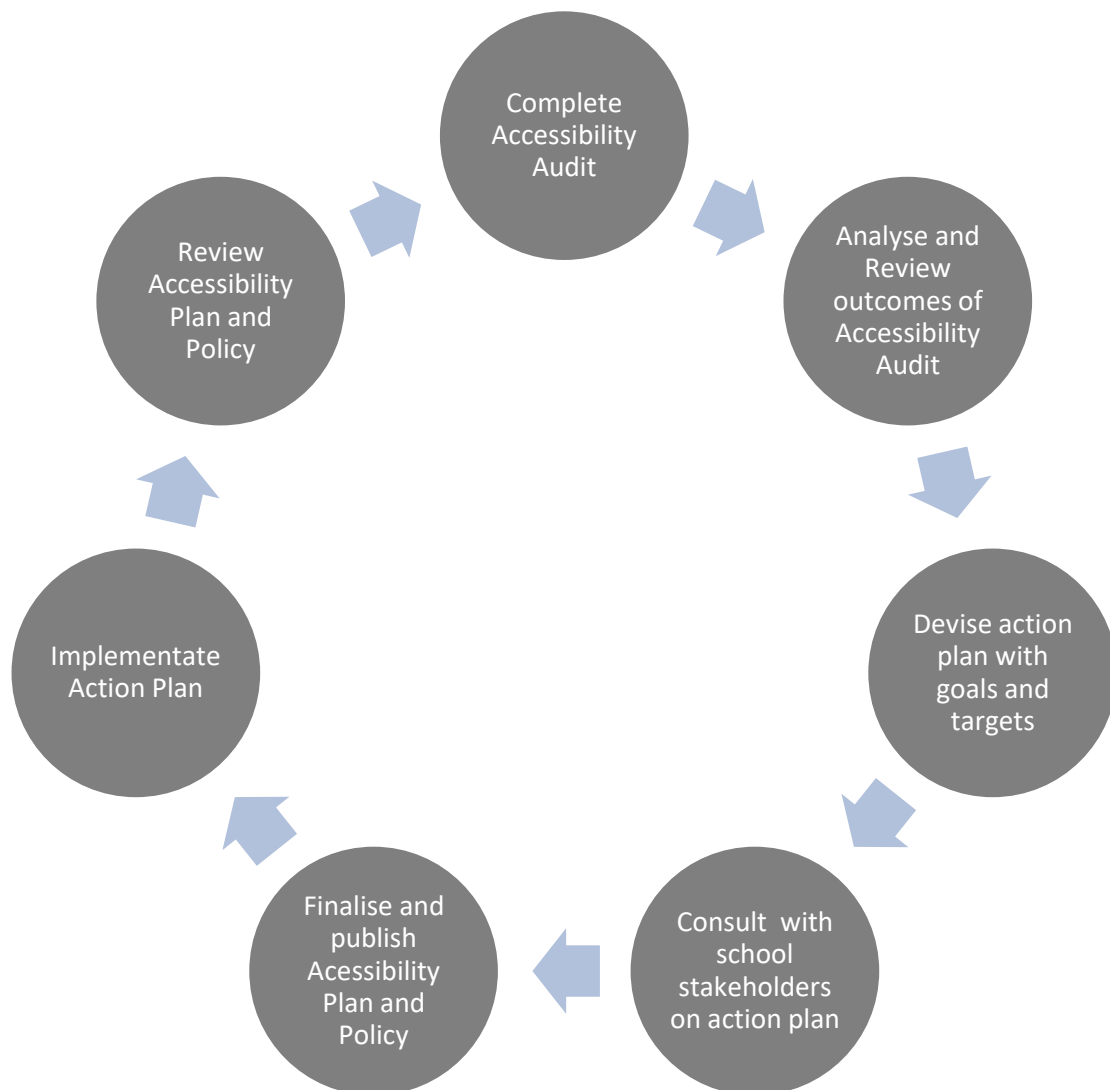 Complete
Accessibility
Audit
Analyse and
Review
outcomes of
Accessibility
Audit
Devise action
plan with
goals and
targets
Consult  with
school
stakeholders
on action plan
Finalise and
publish
Acessibility
Plan and
Policy
Implementate
Action Plan
Review
Accessibility
Plan and
Policy